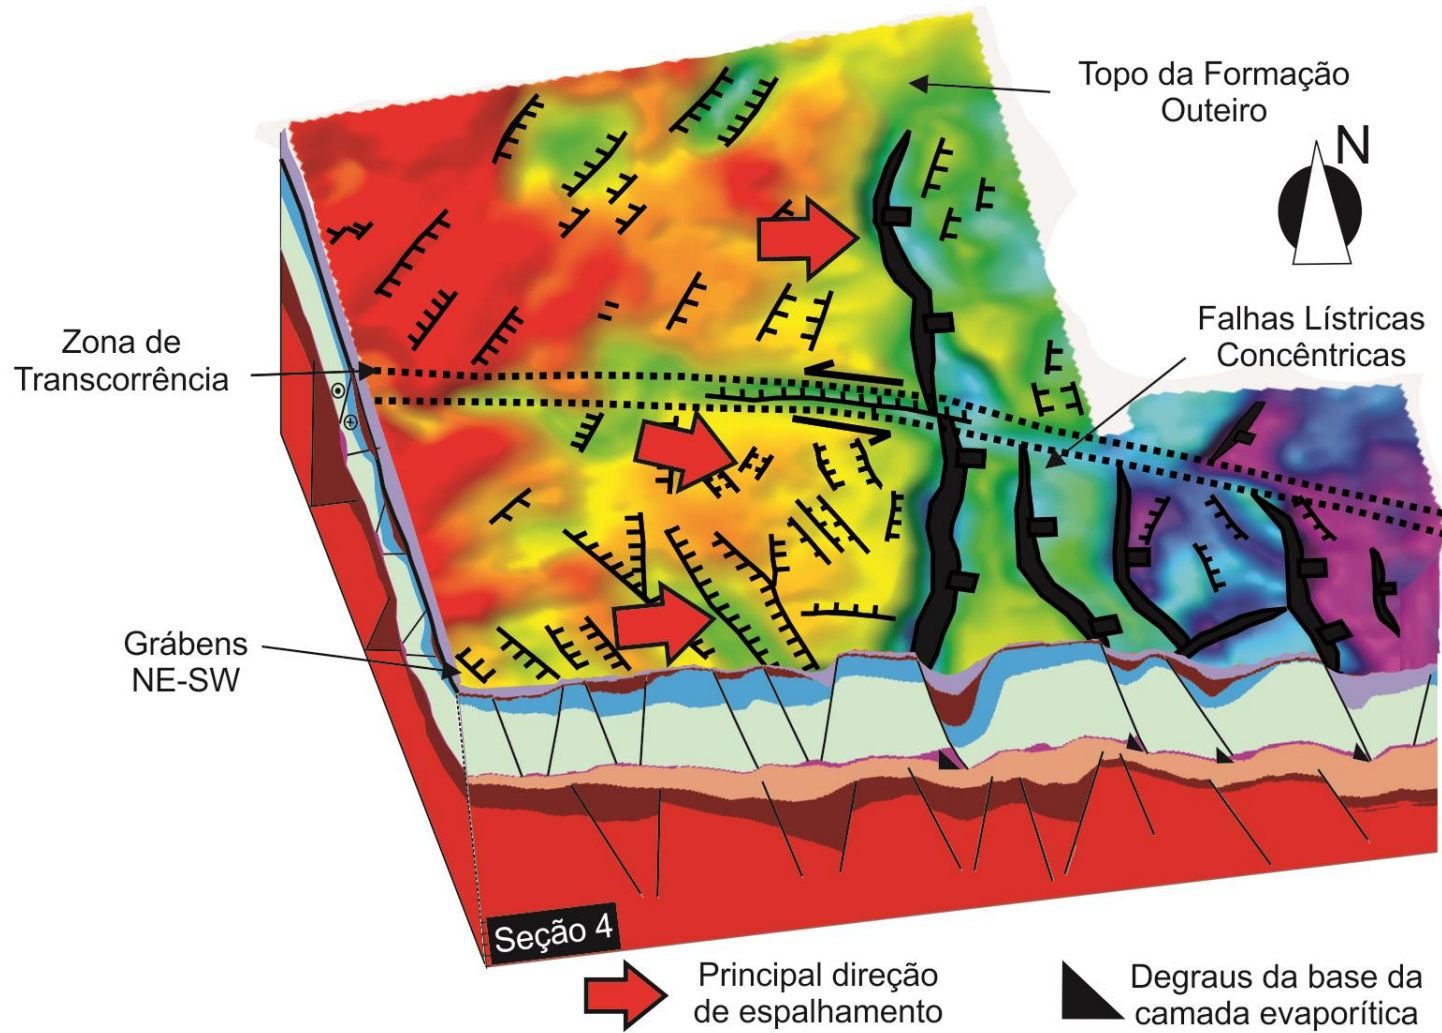 Topo da Formação
Outeiro
N
Falhas Lístricas
Concêntricas
Zona de
Transcorrência
Grábens
NE-SW
Seção 4
Principal direção
de espalhamento
Degraus da base da
camada evaporítica